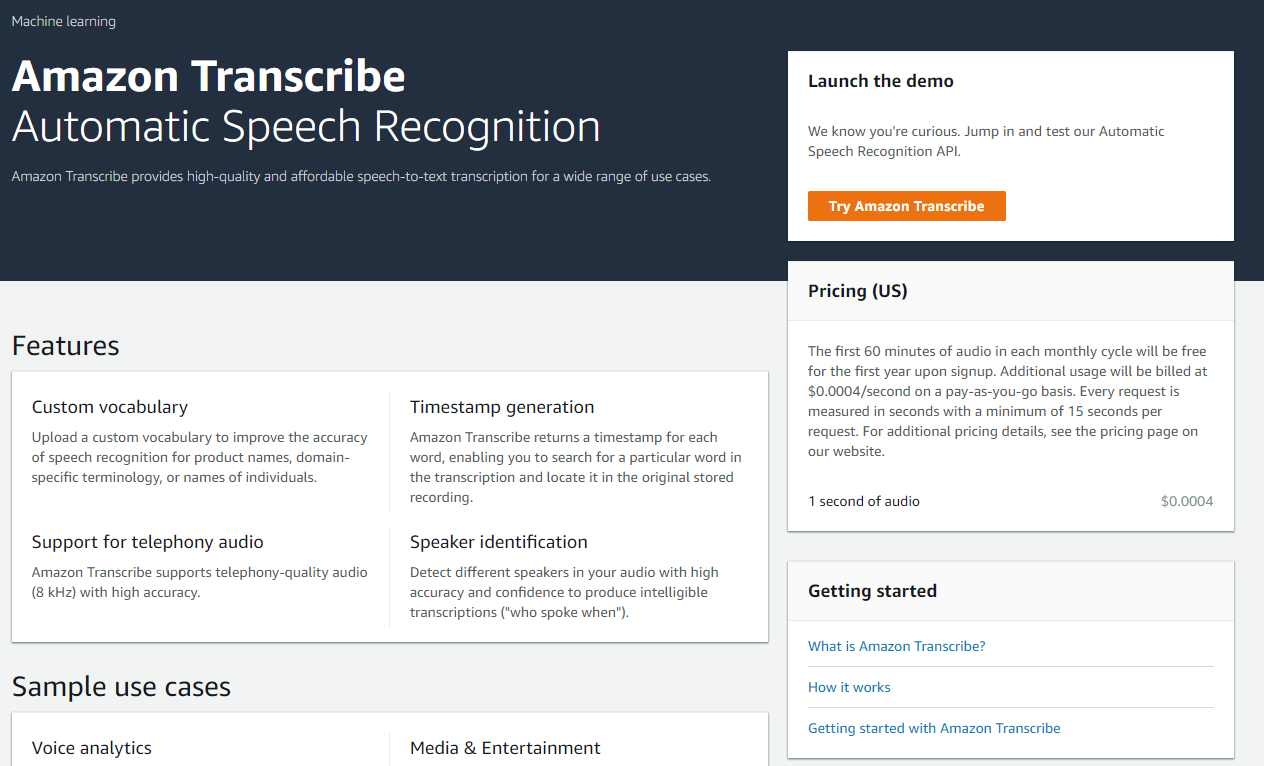 Machine learning
Amazon Transcribe
Automatic Speech Recognition
Amazon Transcribe provides high-quality and affordable speech-to-text transcription for a wide range of use cases.
Launch the demo
We know you're curious. Jump in and test our Automatic
Speech Recognition API.
Try Amazon Transcribe
Pricing (US)
The first 60 minutes of audio in each monthly cycle will be free
for the first year upon signup. Additional usage will be billed at
$0.0004/second on a pay-as-you-go basis. Every request is
measured in seconds with a minimum of 15 seconds per
request. For additional pricing details, see the pricing page on
our website.
1 second of audio $0.0004
Getting started
What is Amazon Transcribe?
How it works
Getting started with Amazon Transcribe
Features
Custom vocabulary
Upload a custom vocabulary to improve the accuracy
of speech recognition for product names, domain-
specific terminology, or names of individuals.
Timestamp generation
Amazon Transcribe returns a timestamp for each
word, enabling you to search for a particular word in
the transcription and locate it in the original stored
recording.
Support for telephony audio
Amazon Transcribe supports telephony-quality audio
(8 kHz) with high accuracy.
Speaker identification
Detect different speakers in your audio with high
accuracy and confidence to produce intelligible
transcriptions ("who spoke when").
Sample use cases
Voice analytics
Media & Entertainment